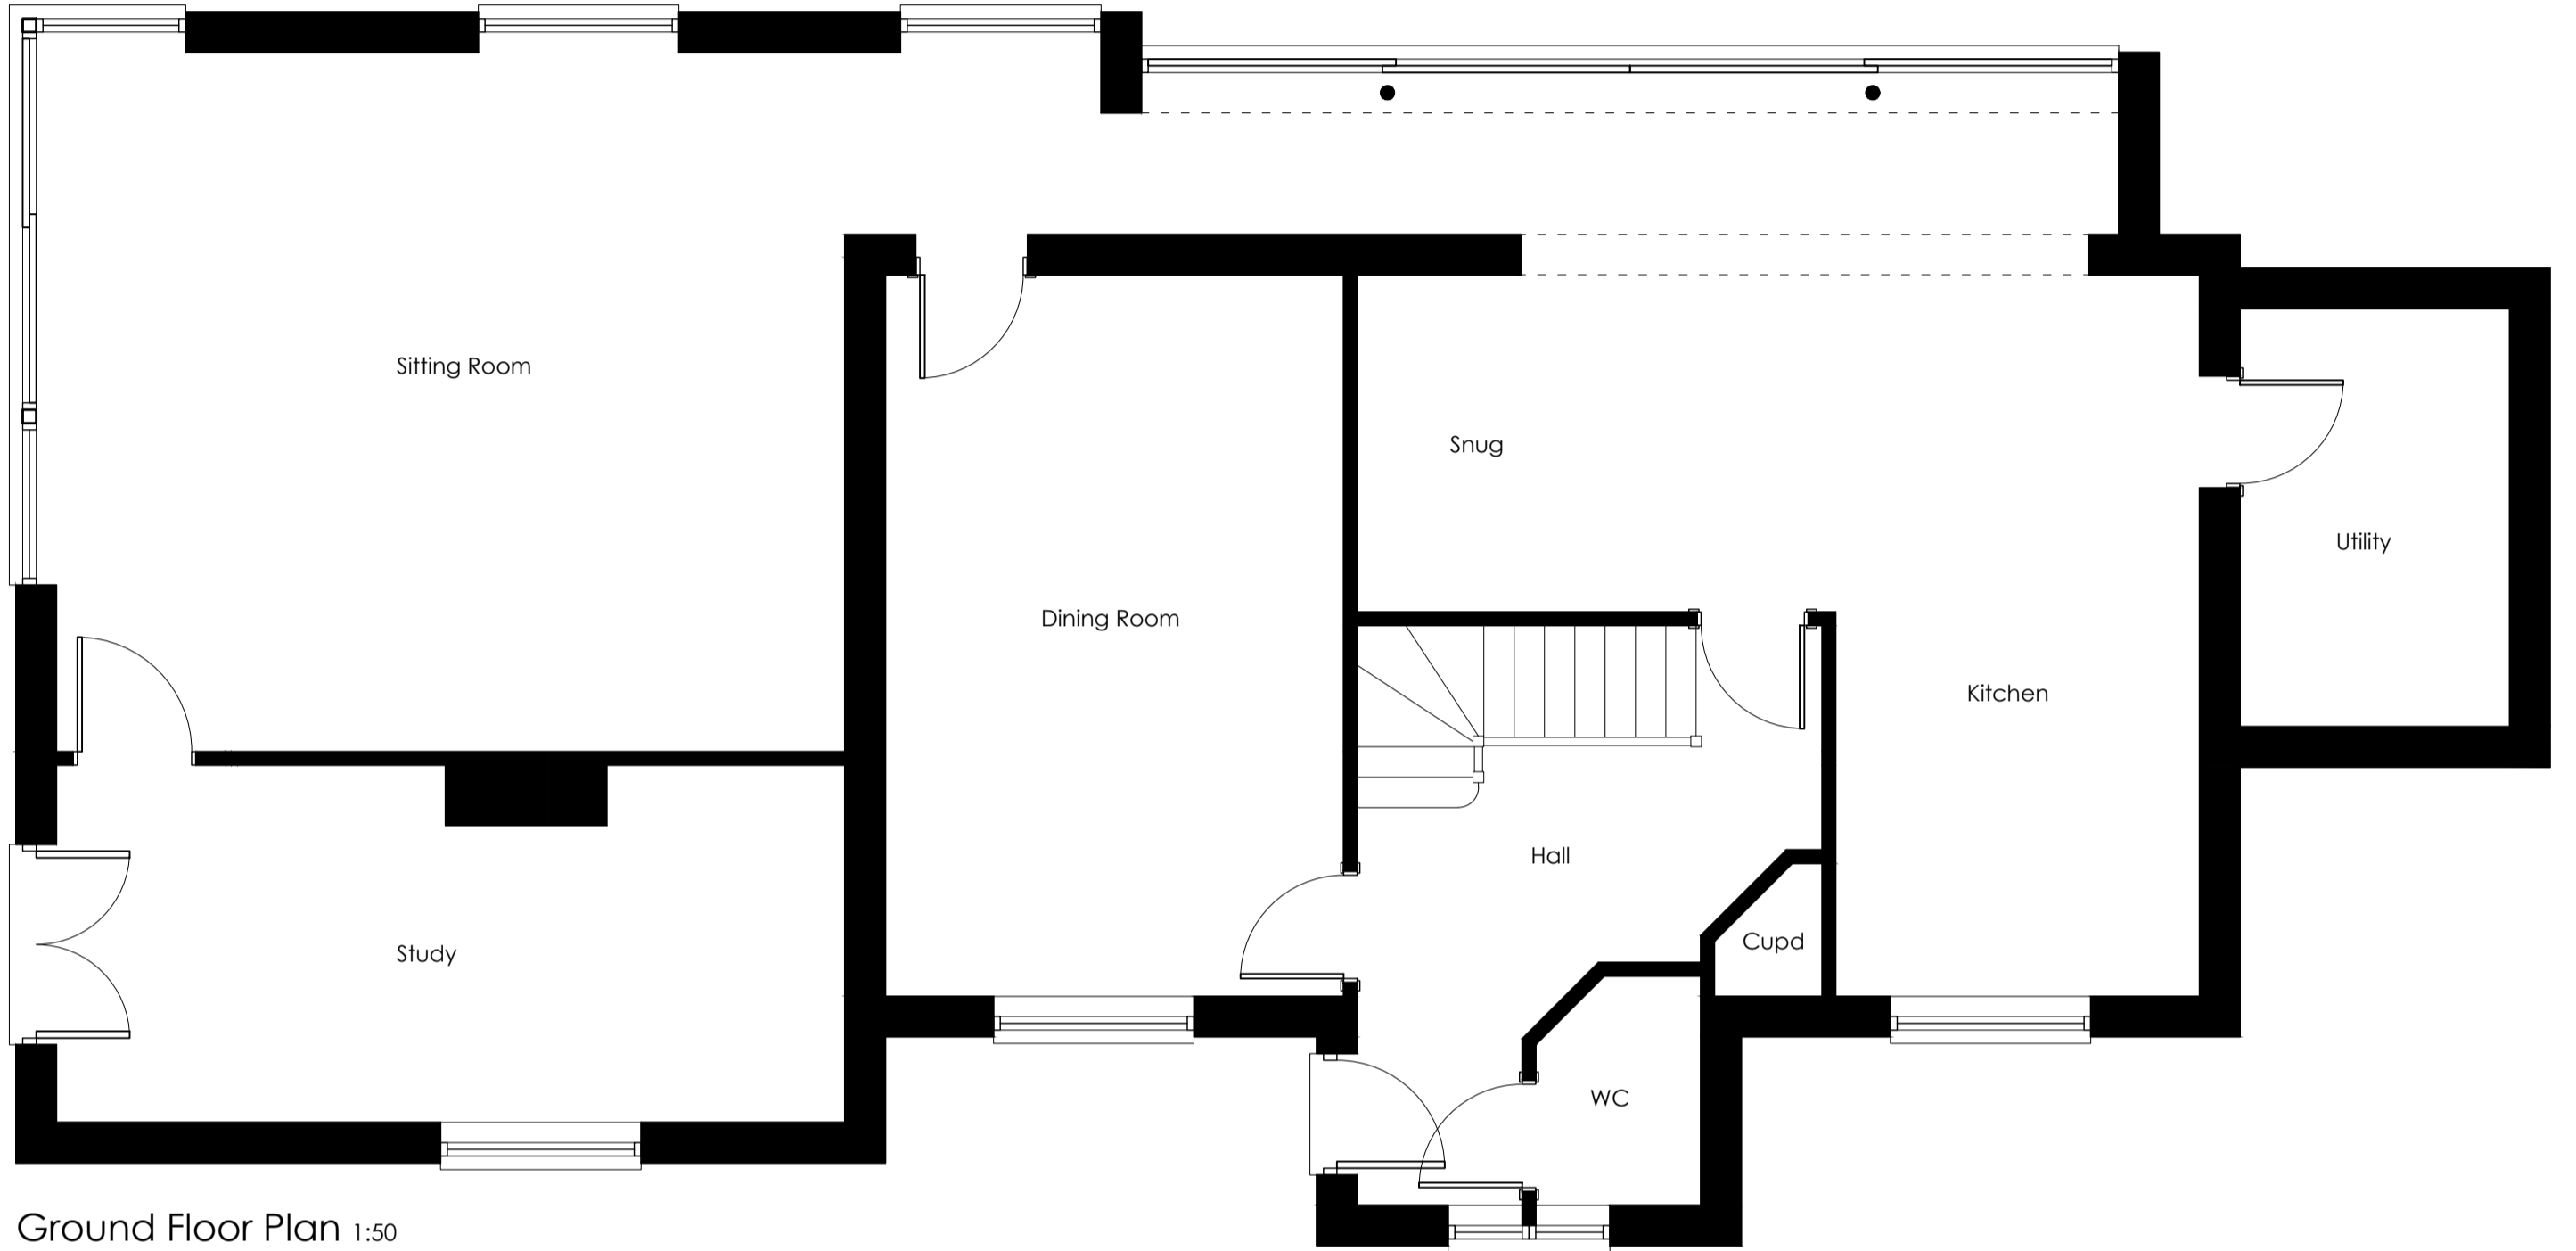 Sitting Room
Snug
Utility
Dining Room
Kitchen
Hall
Cupd
Study
WC
Ground Floor Plan 1:50